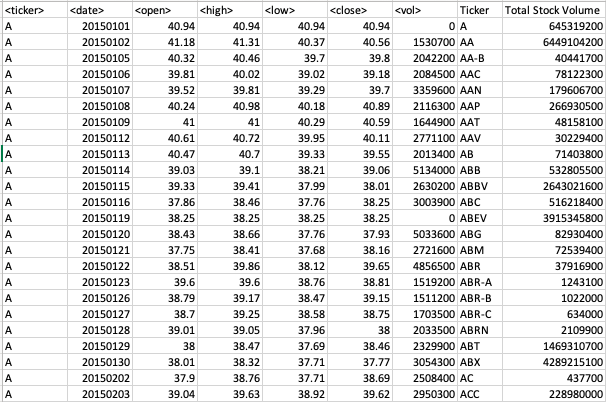 <ticker> <date> <open> <high> <low> <close> <vol> Ticker Total Stock Volume
A 20150101 40.94 40.94 40.94 40.94 0 A 645319200
A 20150102 41.18 41.31 40.37 40.56 1530700 AA 6449104200
A 20150105 40.32 40.46 39.7 39.8 2042200 AA-B 40441700
A 20150106 39.81 40.02 39.02 39.18 2084500 AAC 78122300
A 20150107 39.52 39.81 39.29 39.7 3359600 AAN 179606700
A 20150108 40.24 40.98 40.18 40.89 2116300 AAP 266930500
A 20150109 41 41 40.29 40.59 1644900 AAT 48158100
A 20150112 40.61 40.72 39.95 40.11 2771100 AAV 30229400
A 20150113 40.47 40.7 39.33 39.55 2013400 AB 71403800
A 20150114 39.03 39.1 38.21 39.06 5134000 ABB 532805500
A 20150115 39.33 39.41 37.99 38.01 2630200 ABBV 2643021600
A 20150116 37.86 38.46 37.76 38.25 3003900 ABC 516218400
A 20150119 38.25 38.25 38.25 38.25 0 ABEV 3915345800
A 20150120 38.43 38.66 37.76 37.93 5033600 ABG 82930400
A 20150121 37.75 38.41 37.68 38.16 2721600 ABM 72539400
A 20150122 38.51 39.86 38.12 39.65 4856500 ABR 37916900
A 20150123 39.6 39.6 38.76 38.81 1519200 ABR-A 1243100
A 20150126 38.79 39.17 38.47 39.15 1511200 ABR-B 1022000
A 20150127 38.7 39.25 38.58 38.75 1703500 ABR-C 634000
A 20150128 39.01 39.05 37.96 38 2033500 ABRN 2109900
A 20150129 38 38.47 37.69 38.46 2329900 ABT 1469310700
A 20150130 38.01 38.32 37.71 37.77 3054300 ABX 4289215100
A 20150202 37.9 38.76 37.71 38.69 2508400 AC 437700
A 20150203 39.04 39.63 38.92 39.62 2950300 ACC 228980000